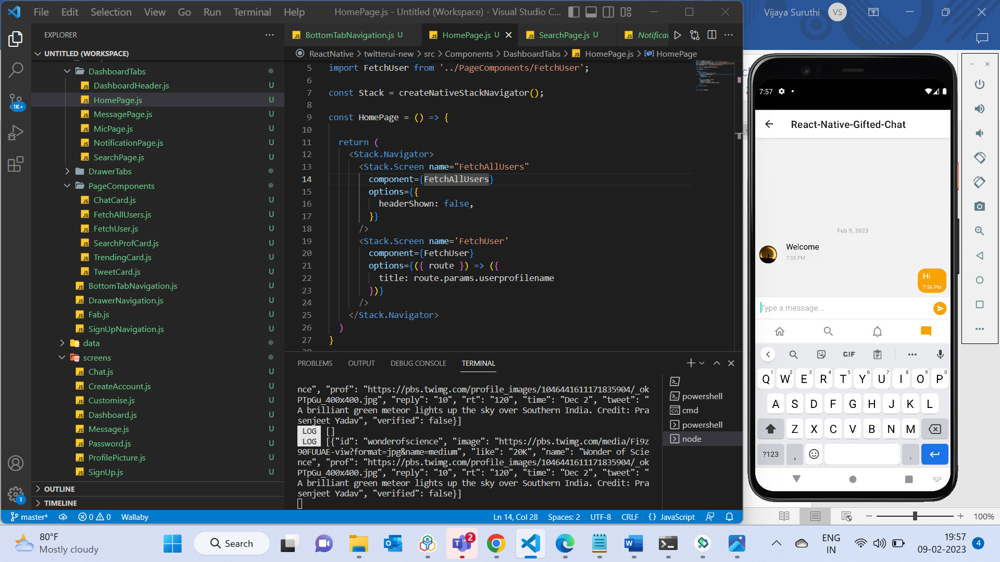 File Edit Selection View Go Run Terminal Help
HomePage.js - Untitled (Workspace) - Visual Studio C...
Vijaya Suruthi VS
EXPLORER
UNTITLED (WORKSPACE)
DashboardTabs
DashboardHeader.js U
HomePage.js U
MessagePage.js U
MicPage.js U
NotificationPage.js U
SearchPage.js U
DrawerTabs
PageComponents
ChatCard.js U
FetchAllUsers.js U
FetchUser.js U
SearchProfCard.js U
TrendingCard.js U
TweetCard.js U
BottomTabNavigation.js U
DrawerNavigation.js U
Fab.js U
SignUpNavigation.js U
data
screens
Chat.js U
CreateAccount.js U
Customise.js U
Dashboard.js U
Message.js U
Password.js U
ProfilePicture.js U
SignUp.js U
OUTLINE
TIMELINE
1K+
1
BottomTabNavigation.js U HomePage.js U SearchPage.js U Notificat
ReactNative > twitterui-new > src > Components > DashboardTabs > HomePage.js > HomePage
5 import FetchUser from '../PageComponents/FetchUser';
6
7 const Stack = createNativeStackNavigator();
8
9 const HomePage = () => {
10
11 return (
12 <Stack.Navigator>
13 <Stack.Screen name="FetchAllUsers"
14 component={FetchAllUsers}
15 options={{
16 headerShown: false,
17 }}
18 />
19 <Stack.Screen name='FetchUser'
20 component={FetchUser}
21 options={({ route }) => ({
22 title: route.params.userprofilename
23 })}
24 />
25 </Stack.Navigator>
26 )
27 }
28
PROBLEMS OUTPUT DEBUG CONSOLE TERMINAL
nce", "prof": "https://pbs.twimg.com/profile_images/1046441611171835904/_ok
PTpGu_400x400.jpg", "reply": "10", "rt": "120", "time": "Dec 2", "tweet": "
A brilliant green meteor lights up the sky over Southern India. Credit: Pra
senjeet Yadav", "verified": false}]
LOG []
LOG [{"id": "wonderofscience", "image": "https://pbs.twimg.com/media/Fi9z
90FUUAE-viw?format=jpg&name=medium", "like": "20K", "name": "Wonder of Scie
nce", "prof": "https://pbs.twimg.com/profile_images/1046441611171835904/_ok
PTpGu_400x400.jpg", "reply": "10", "rt": "120", "time": "Dec 2", "tweet": "
A brilliant green meteor lights up the sky over Southern India. Credit: Pra
senjeet Yadav", "verified": false}]
powershell
cmd
powershell
node
master* 0 0 Wallaby
Ln 14, Col 28 Spaces: 2 UTF-8 CRLF {} JavaScript
7:57
React-Native-Gifted-Chat
Feb 9, 2023
Welcome
7:55 PM
Hi
7:56 PM
Type a message...
GIF
Q1 W2 E3 R4 T5 Y6 U7 I8 O9 P0
A S D F G H J K L
Z X C V B N M
?123 , .
100%
80°F
Mostly cloudy
Search
2
ENG
IN
19:57
09-02-2023
4